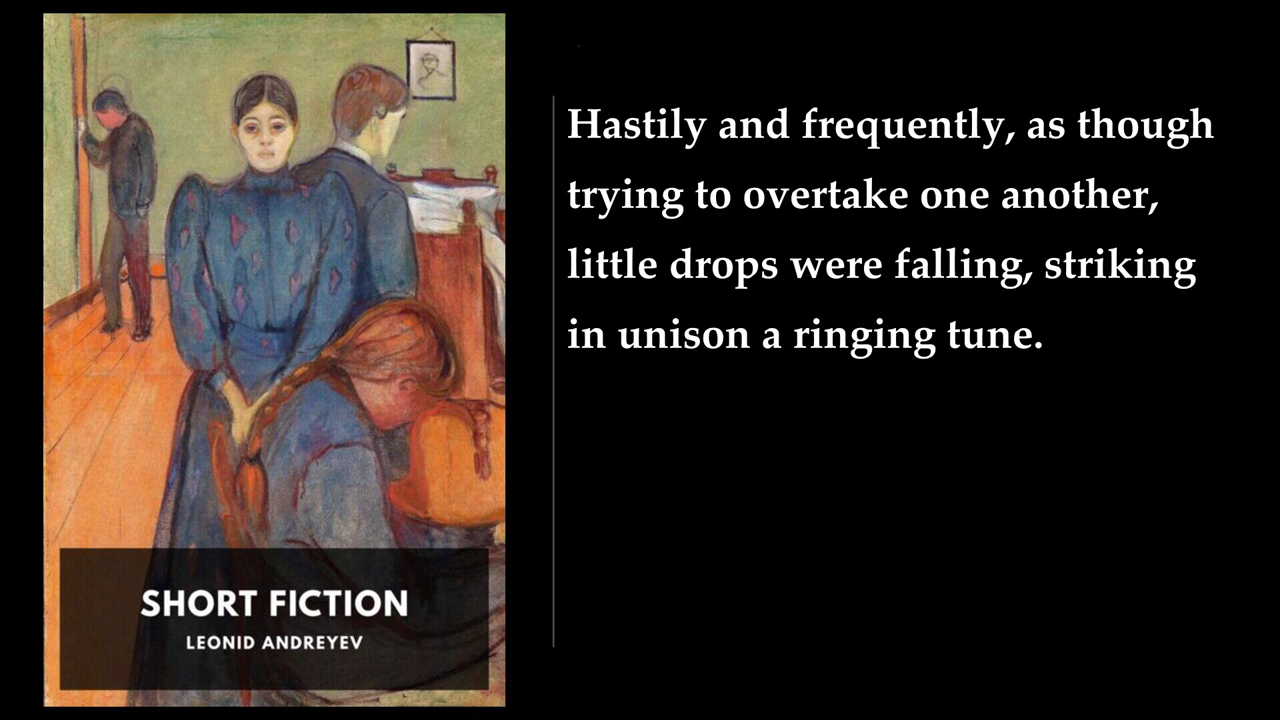 Hastily and frequently, as though
trying to overtake one another,
little drops were falling, striking
in unison a ringing tune.
SHORT FICTION
LEONID ANDREYEV